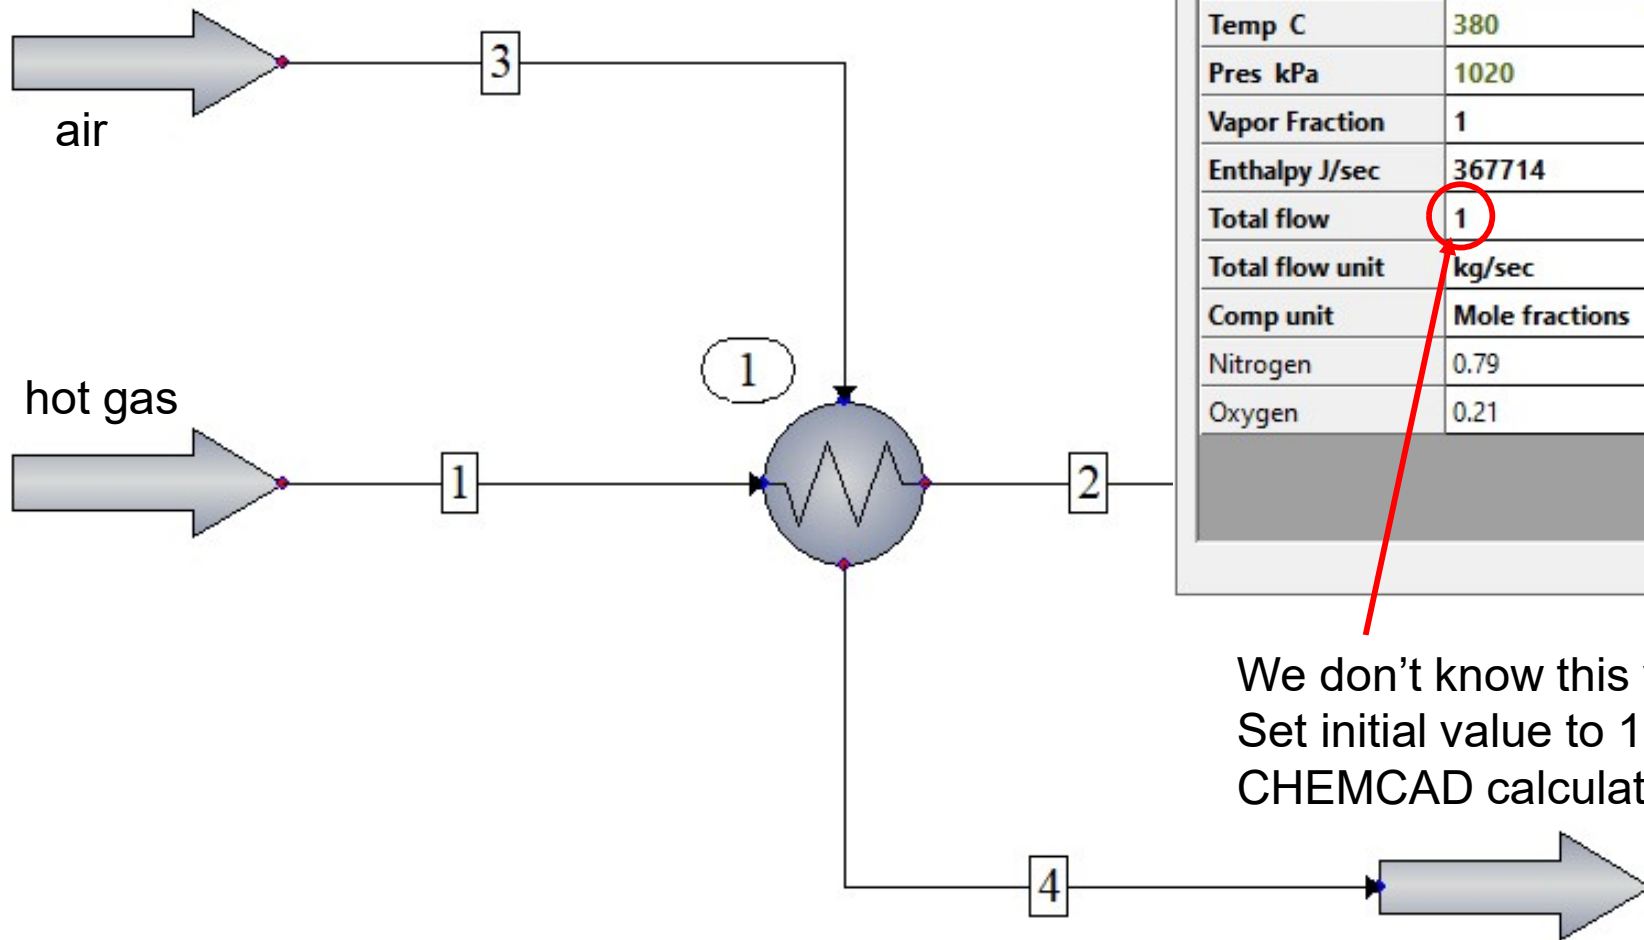 air
3
hot gas
1
1
2
4
Temp C 380
Pres kPa 1020
Vapor Fraction 1
Enthalpy J/sec 367714
Total flow 1
Total flow unit kg/sec
Comp unit Mole fractions
Nitrogen 0.79
Oxygen 0.21
We don’t know this
Set initial value to 1
CHEMCAD